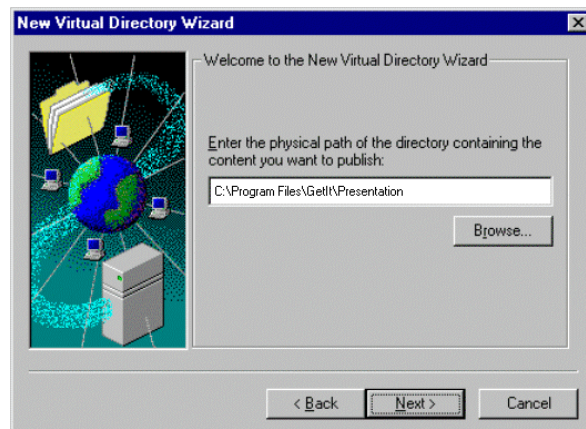 New Virtual Directory Wizard
Welcome to the New Virtual Directory Wizard
Enter the physical path of the directory containing the
content you want to publish:
C:\Program Files\GetIt\Presentation
Browse...
< Back
Next >
Cancel